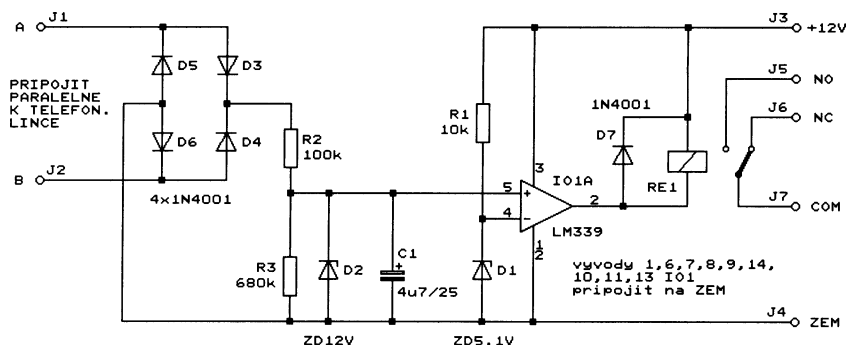 A J1
J3 +12V
D5 D3
J5 NO
PRIPOJIT
PARALELNE
K TELEFON.
LINCE
R1
10k
1N4001
D7
J6 NC
D6 D4
R2
100k
3
IO1A
RE1
B J2
4x1N4001
5 +
2
4 -
LM339
J7 COM
1
2
R3
680k
D2
C1
+
4u7/25
D1
vyvody 1,6,7,8,9,14,
10,11,13 IO1
pripojit na ZEM
J4 ZEM
ZD12V
ZD5.1V